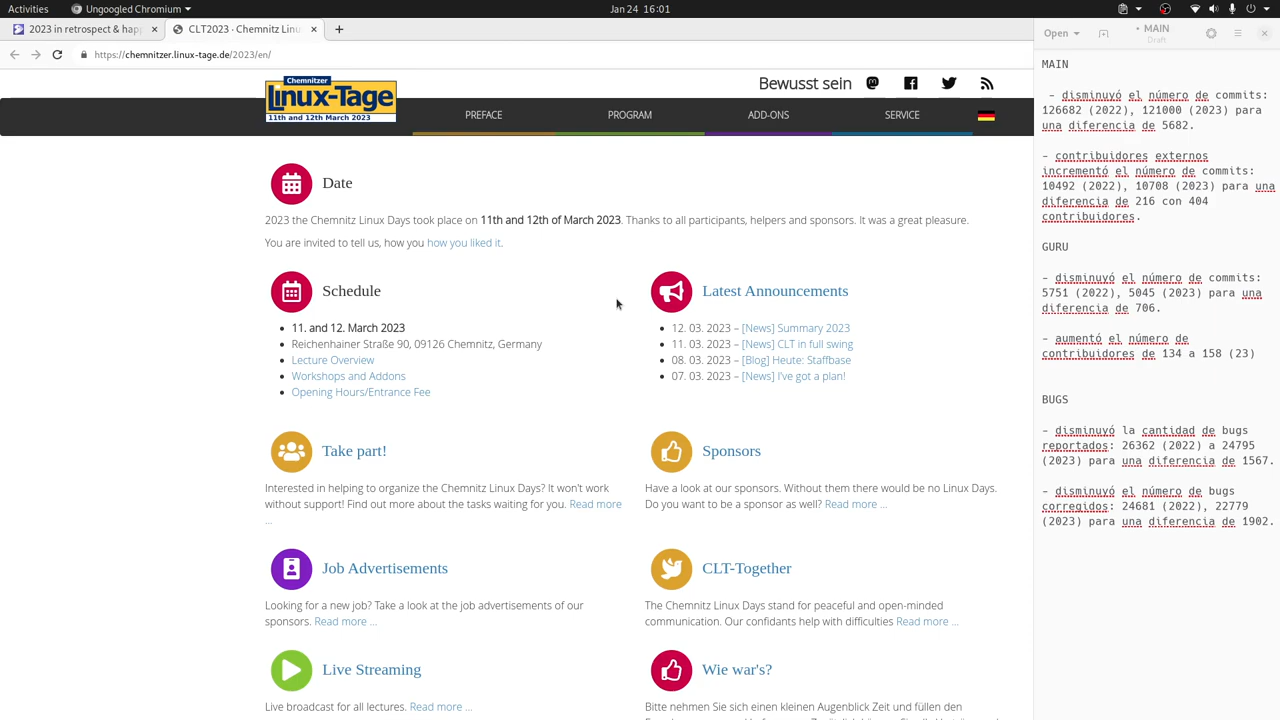 Activities Ungoogled Chromium Jan 24 16:01
2023 in retrospect & hap
CLT2023 · Chemnitz Linu
https://chemnitzer.linux-tage.de/2023/en/
Chemnitzer
Linux-Tage
11th and 12th March 2023
Bewusst sein
PREFACE PROGRAM ADD-ONS SERVICE
Date
2023 the Chemnitz Linux Days took place on 11th and 12th of March 2023. Thanks to all participants, helpers and sponsors. It was a great pleasure.
You are invited to tell us, how you how you liked it.
Schedule
11. and 12. March 2023
Reichenhainer Straße 90, 09126 Chemnitz, Germany
Lecture Overview
Workshops and Addons
Opening Hours/Entrance Fee
Latest Announcements
12. 03. 2023 – [News] Summary 2023
11. 03. 2023 – [News] CLT in full swing
08. 03. 2023 – [Blog] Heute: Staffbase
07. 03. 2023 – [News] I've got a plan!
Take part!
Interested in helping to organize the Chemnitz Linux Days? It won't work
without support! Find out more about the tasks waiting for you. Read more
...
Sponsors
Have a look at our sponsors. Without them there would be no Linux Days.
Do you want to be a sponsor as well? Read more ...
Job Advertisements
Looking for a new job? Take a look at the job advertisements of our
sponsors. Read more ...
CLT-Together
The Chemnitz Linux Days stand for peaceful and open-minded
communication. Our confidants help with difficulties Read more ...
Live Streaming
Live broadcast for all lectures. Read more ...
Wie war's?
Bitte nehmen Sie sich einen kleinen Augenblick Zeit und füllen den
Open
• MAIN
Draft
MAIN
- disminuyó el número de commits:
126682 (2022), 121000 (2023) para
una diferencia de 5682.
- contribuidores externos
incrementó el número de commits:
10492 (2022), 10708 (2023) para una
diferencia de 216 con 404
contribuidores.
GURU
- disminuyó el número de commits:
5751 (2022), 5045 (2023) para una
diferencia de 706.
- aumentó el número de
contribuidores de 134 a 158 (23)
BUGS
- disminuyó la cantidad de bugs
reportados: 26362 (2022) a 24795
(2023) para una diferencia de 1567.
- disminuyó el número de bugs
corregidos: 24681 (2022), 22779
(2023) para una diferencia de 1902.